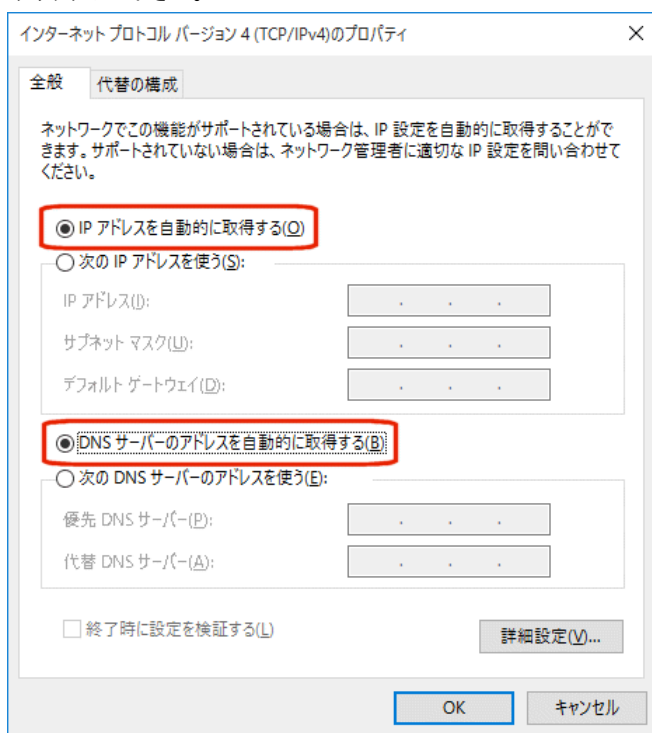 インターネット プロトコル バージョン 4 (TCP/IPv4)のプロパティ
全般
代替の構成
ネットワークでこの機能がサポートされている場合は、IP 設定を自動的に取得することがで
きます。サポートされていない場合は、ネットワーク管理者に適切な IP 設定を問い合わせて
ください。
IP アドレスを自動的に取得する(O)
次の IP アドレスを使う(S):
IP アドレス(I):
サブネット マスク(U):
デフォルト ゲートウェイ(D):
DNS サーバーのアドレスを自動的に取得する(B)
次の DNS サーバーのアドレスを使う(E):
優先 DNS サーバー(P):
代替 DNS サーバー(A):
終了時に設定を検証する(L)
詳細設定(V)...
OK
キャンセル